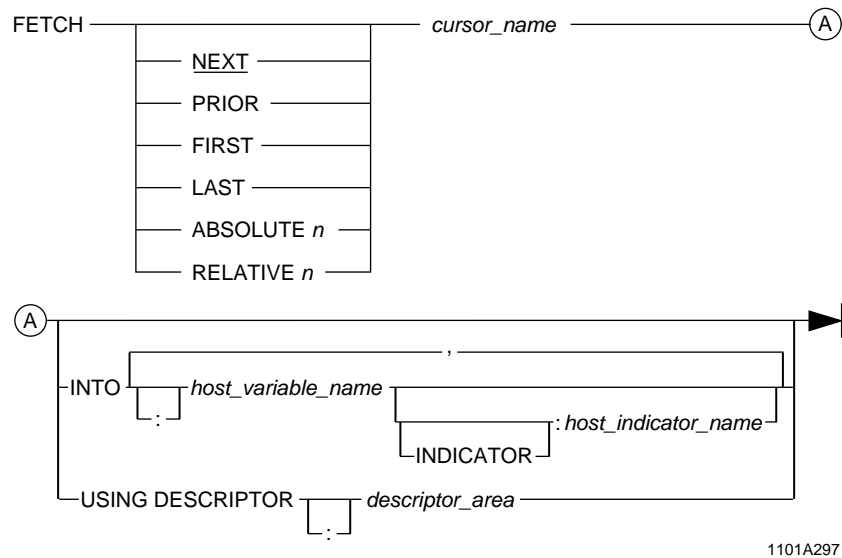 FETCH cursor_name A
NEXT
PRIOR
FIRST
LAST
ABSOLUTE n
RELATIVE n
A
,
INTO host_variable_name
: : host_indicator_name
INDICATOR
USING DESCRIPTOR descriptor_area
:
1101A297